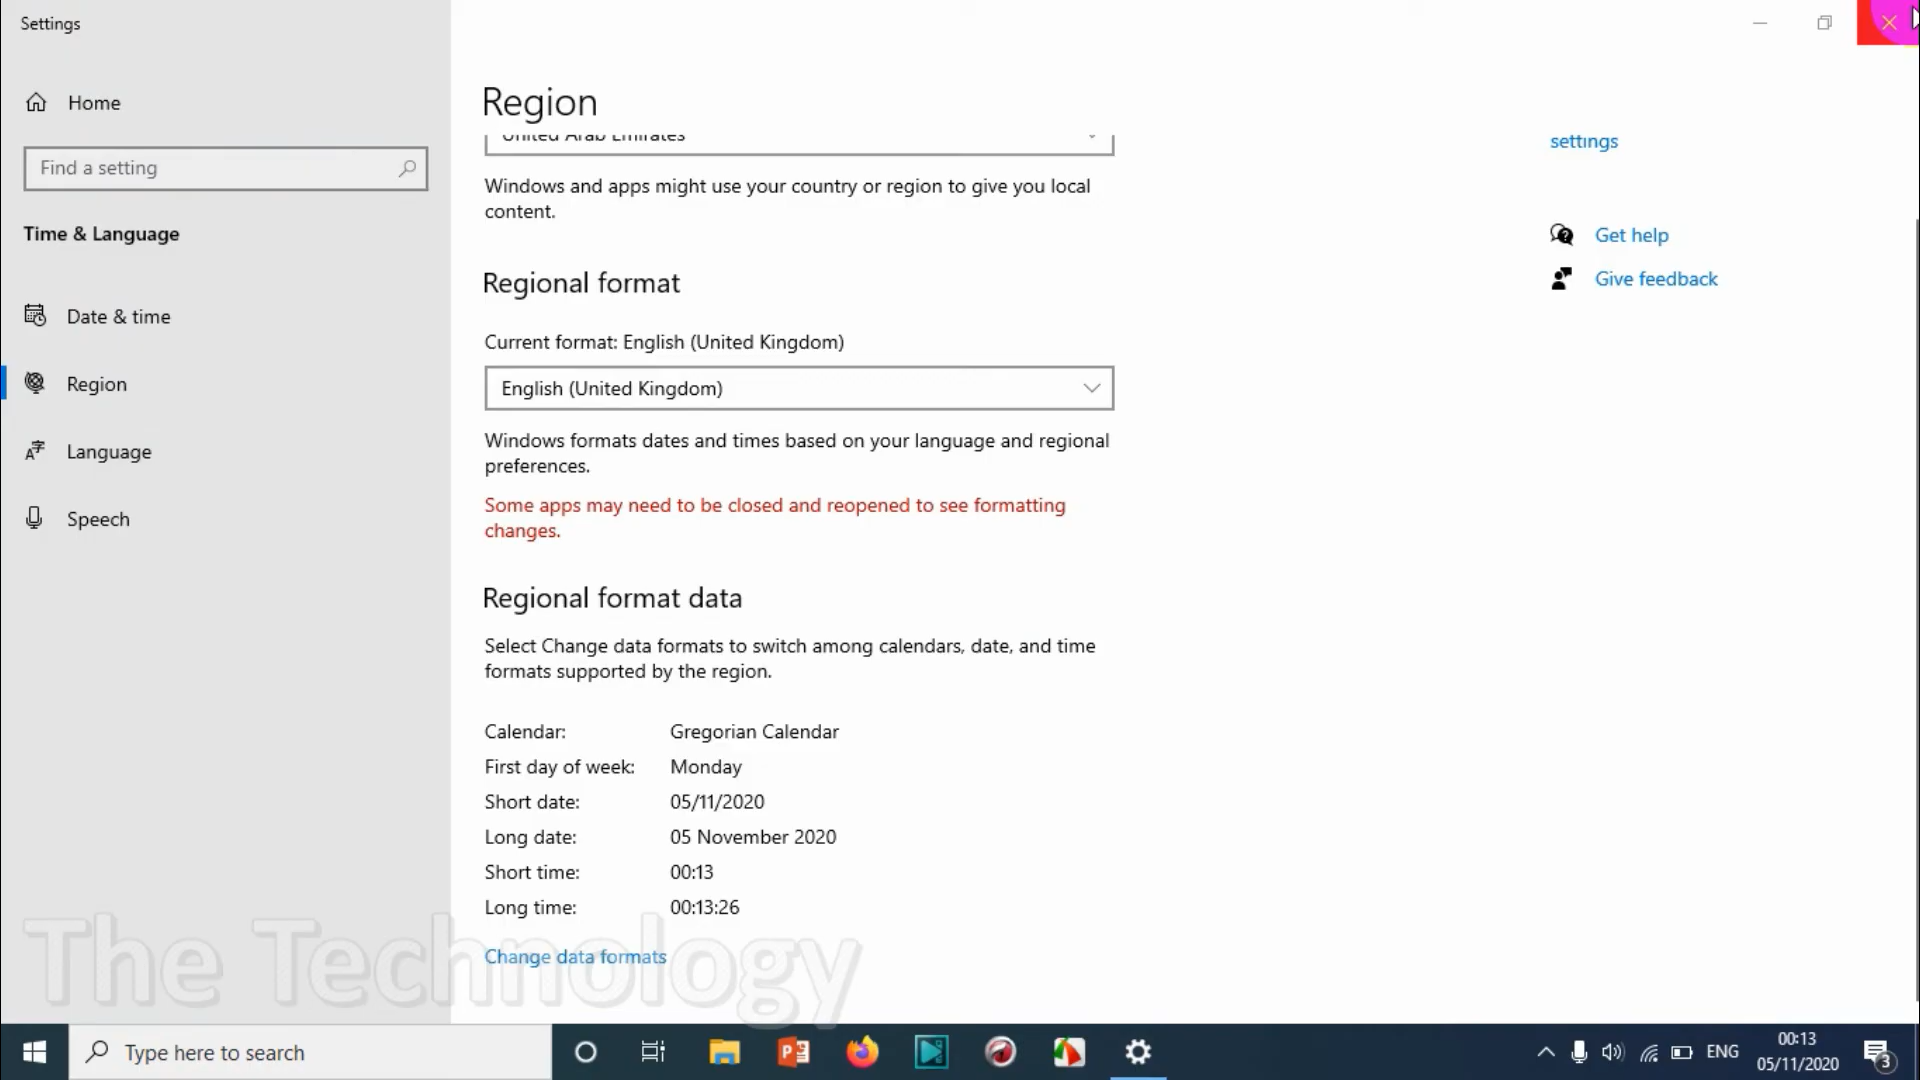 Settings
Home
Find a setting
Time & Language
Date & time
Region
Language
Speech
Region
United Arab Emirates
Windows and apps might use your country or region to give you local
content.
Regional format
Current format: English (United Kingdom)
English (United Kingdom)
Windows formats dates and times based on your language and regional
preferences.
Some apps may need to be closed and reopened to see formatting
changes.
Regional format data
Select Change data formats to switch among calendars, date, and time
formats supported by the region.
Calendar: Gregorian Calendar
First day of week: Monday
Short date: 05/11/2020
Long date: 05 November 2020
Short time: 00:13
Long time: 00:13:26
Change data formats
settings
Get help
Give feedback
The Technology
Type here to search
ENG
00:13
05/11/2020
3